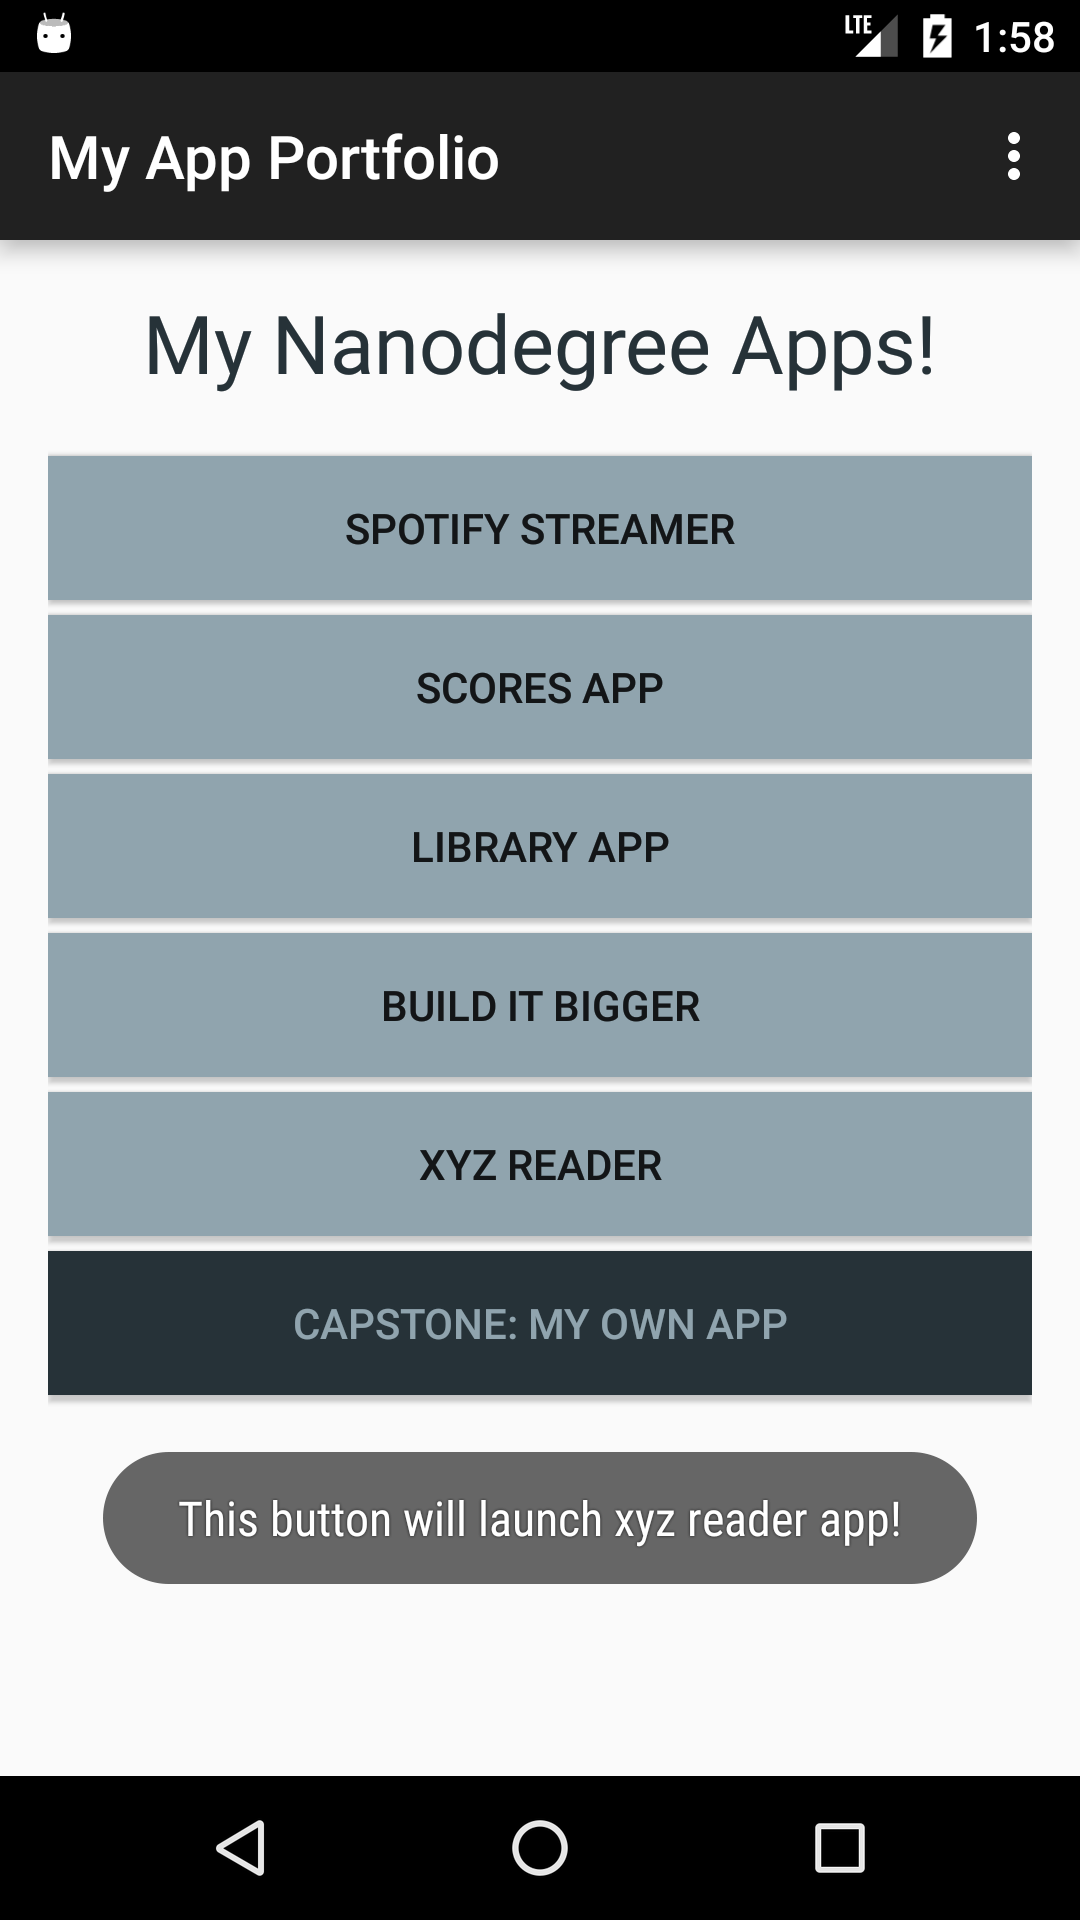 LTE 1:58
My App Portfolio
My Nanodegree Apps!
SPOTIFY STREAMER
SCORES APP
LIBRARY APP
BUILD IT BIGGER
XYZ READER
CAPSTONE: MY OWN APP
This button will launch xyz reader app!